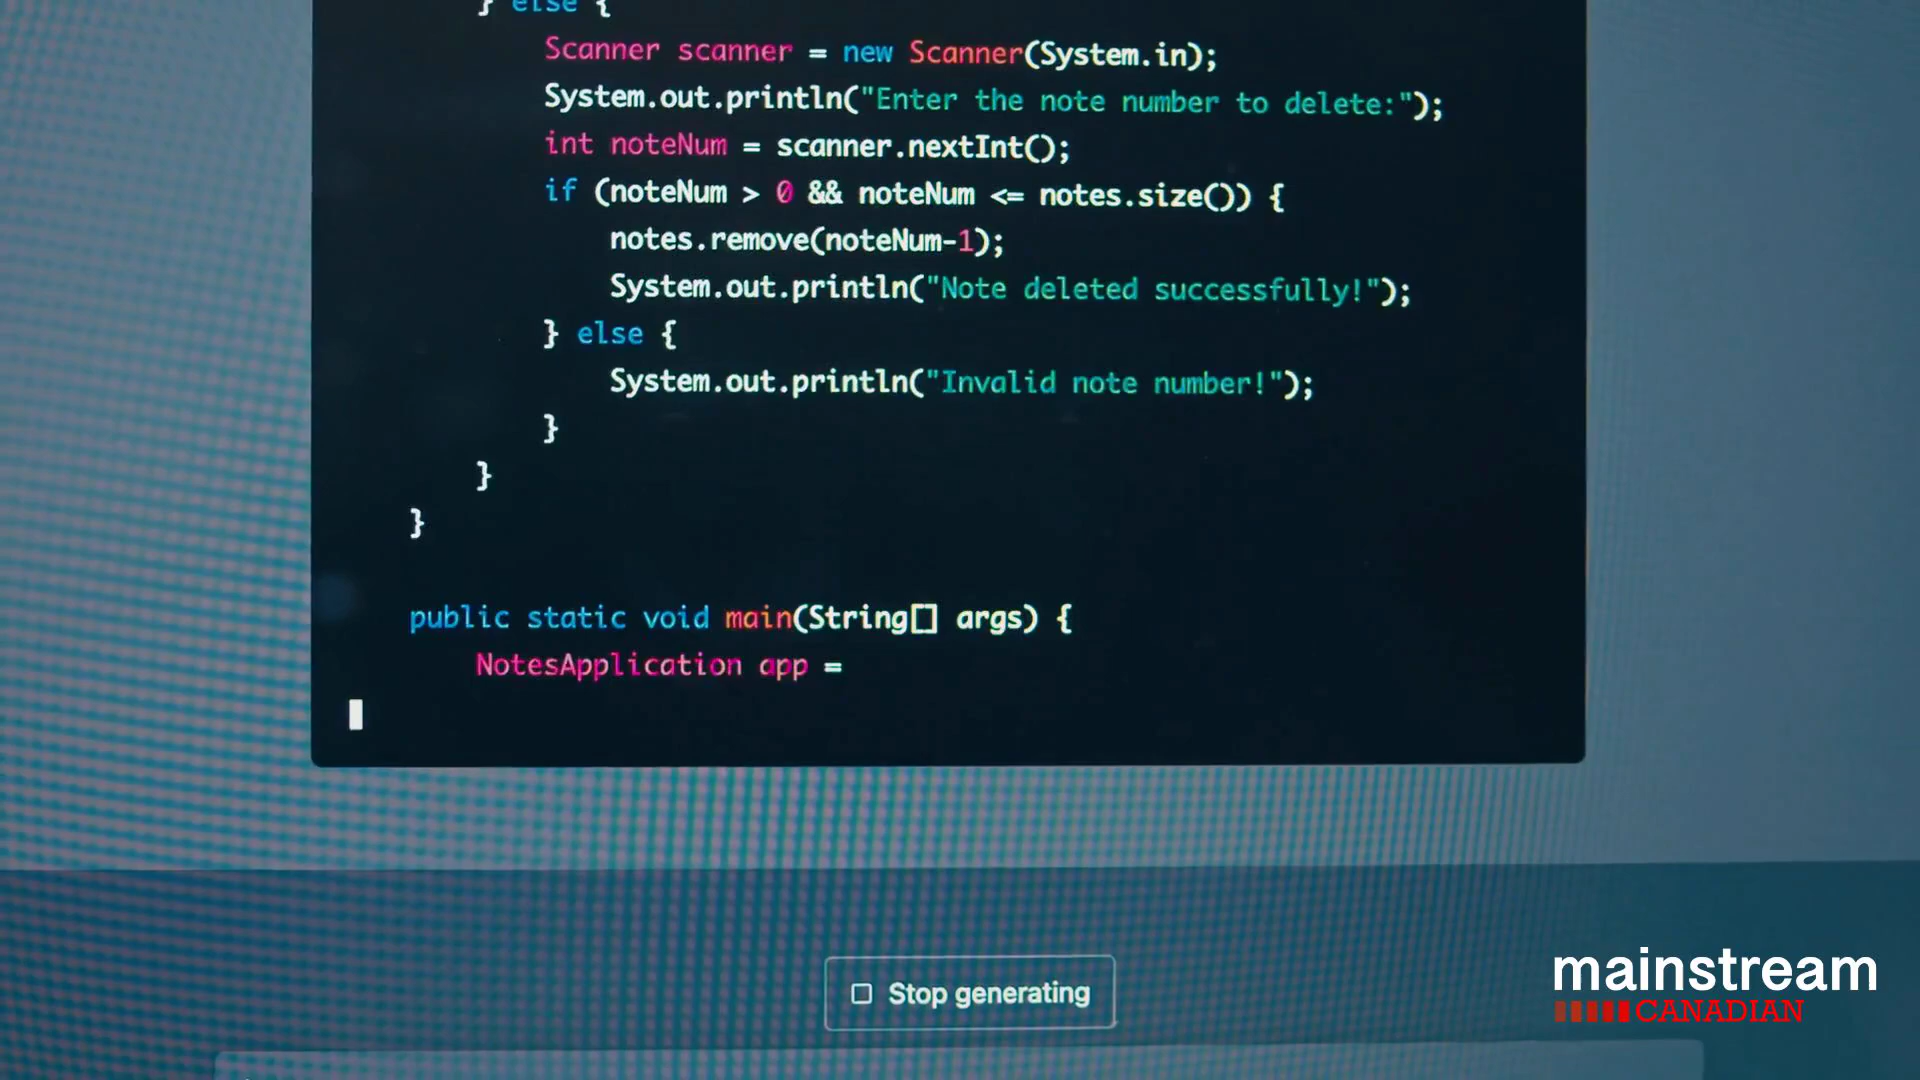 } else {
Scanner scanner = new Scanner(System.in);
System.out.println("Enter the note number to delete:");
int noteNum = scanner.nextInt();
if (noteNum > 0 && noteNum <= notes.size()) {
notes.remove(noteNum-1);
System.out.println("Note deleted successfully!");
} else {
System.out.println("Invalid note number!");
}
}
}
public static void main(String[] args) {
NotesApplication app =
Stop generating
mainstream
CANADIAN